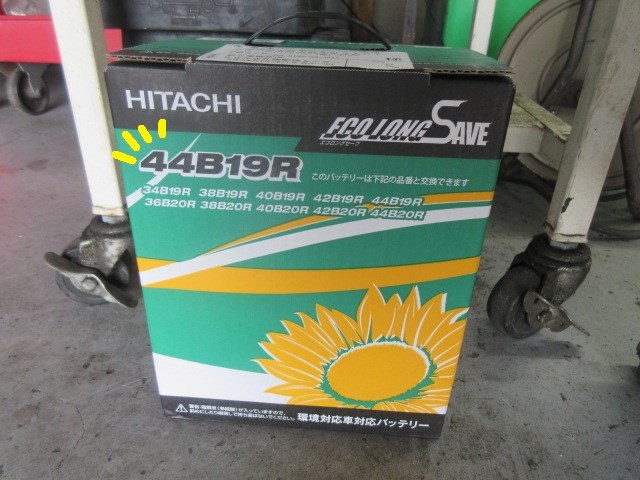 HITACHI
ECO LONG SAVE
エコロングセーブ
44B19R
このバッテリーは下記の品番と交換できます
34B19R 38B19R 40B19R 42B19R 44B19R
36B20R 38B20R 40B20R 42B20R 44B20R
環境対応車対応バッテリー